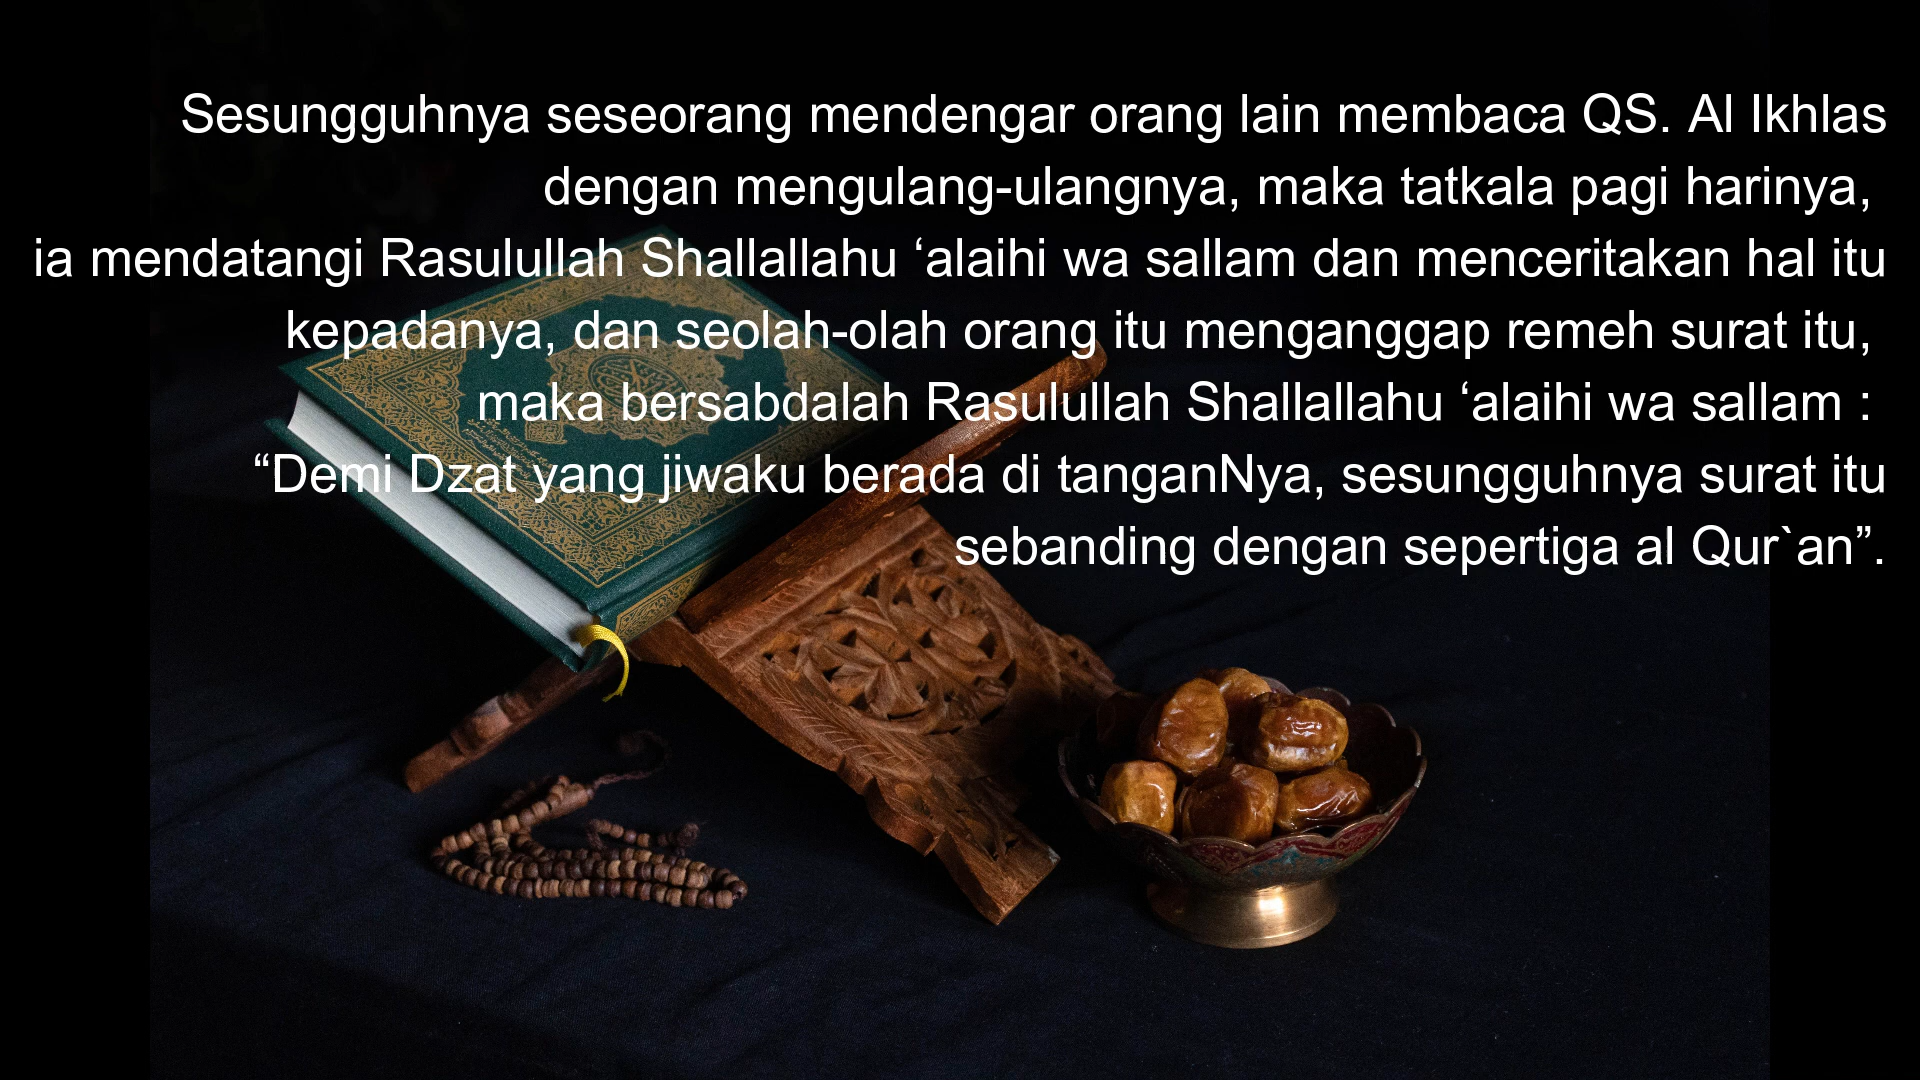 Sesungguhnya seseorang mendengar orang lain membaca QS. Al Ikhlas
dengan mengulang-ulangnya, maka tatkala pagi harinya,
ia mendatangi Rasulullah Shallallahu ‘alaihi wa sallam dan menceritakan hal itu
kepadanya, dan seolah-olah orang itu menganggap remeh surat itu,
maka bersabdalah Rasulullah Shallallahu ‘alaihi wa sallam :
“Demi Dzat yang jiwaku berada di tanganNya, sesungguhnya surat itu
sebanding dengan sepertiga al Qur`an”.